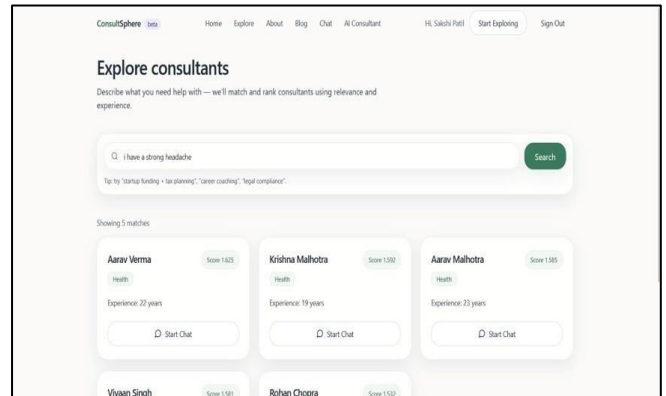 ConsultSphere beta Home Explore About Blog Chat AI Consultant Hi, Sakshi Patil Start Exploring Sign Out
Explore consultants
Describe what you need help with — we'll match and rank consultants using relevance and
experience.
i have a strong headache Search
Tip: try "startup funding + tax planning", "career coaching", "legal compliance".
Showing 5 matches
Aarav Verma Score 1.625 Krishna Malhotra Score 1.592 Aarav Malhotra Score 1.585
Health Health Health
Experience: 22 years Experience: 19 years Experience: 23 years
Start Chat Start Chat Start Chat
Vivaan Singh Score 1.581 Rohan Chopra Score 1.532